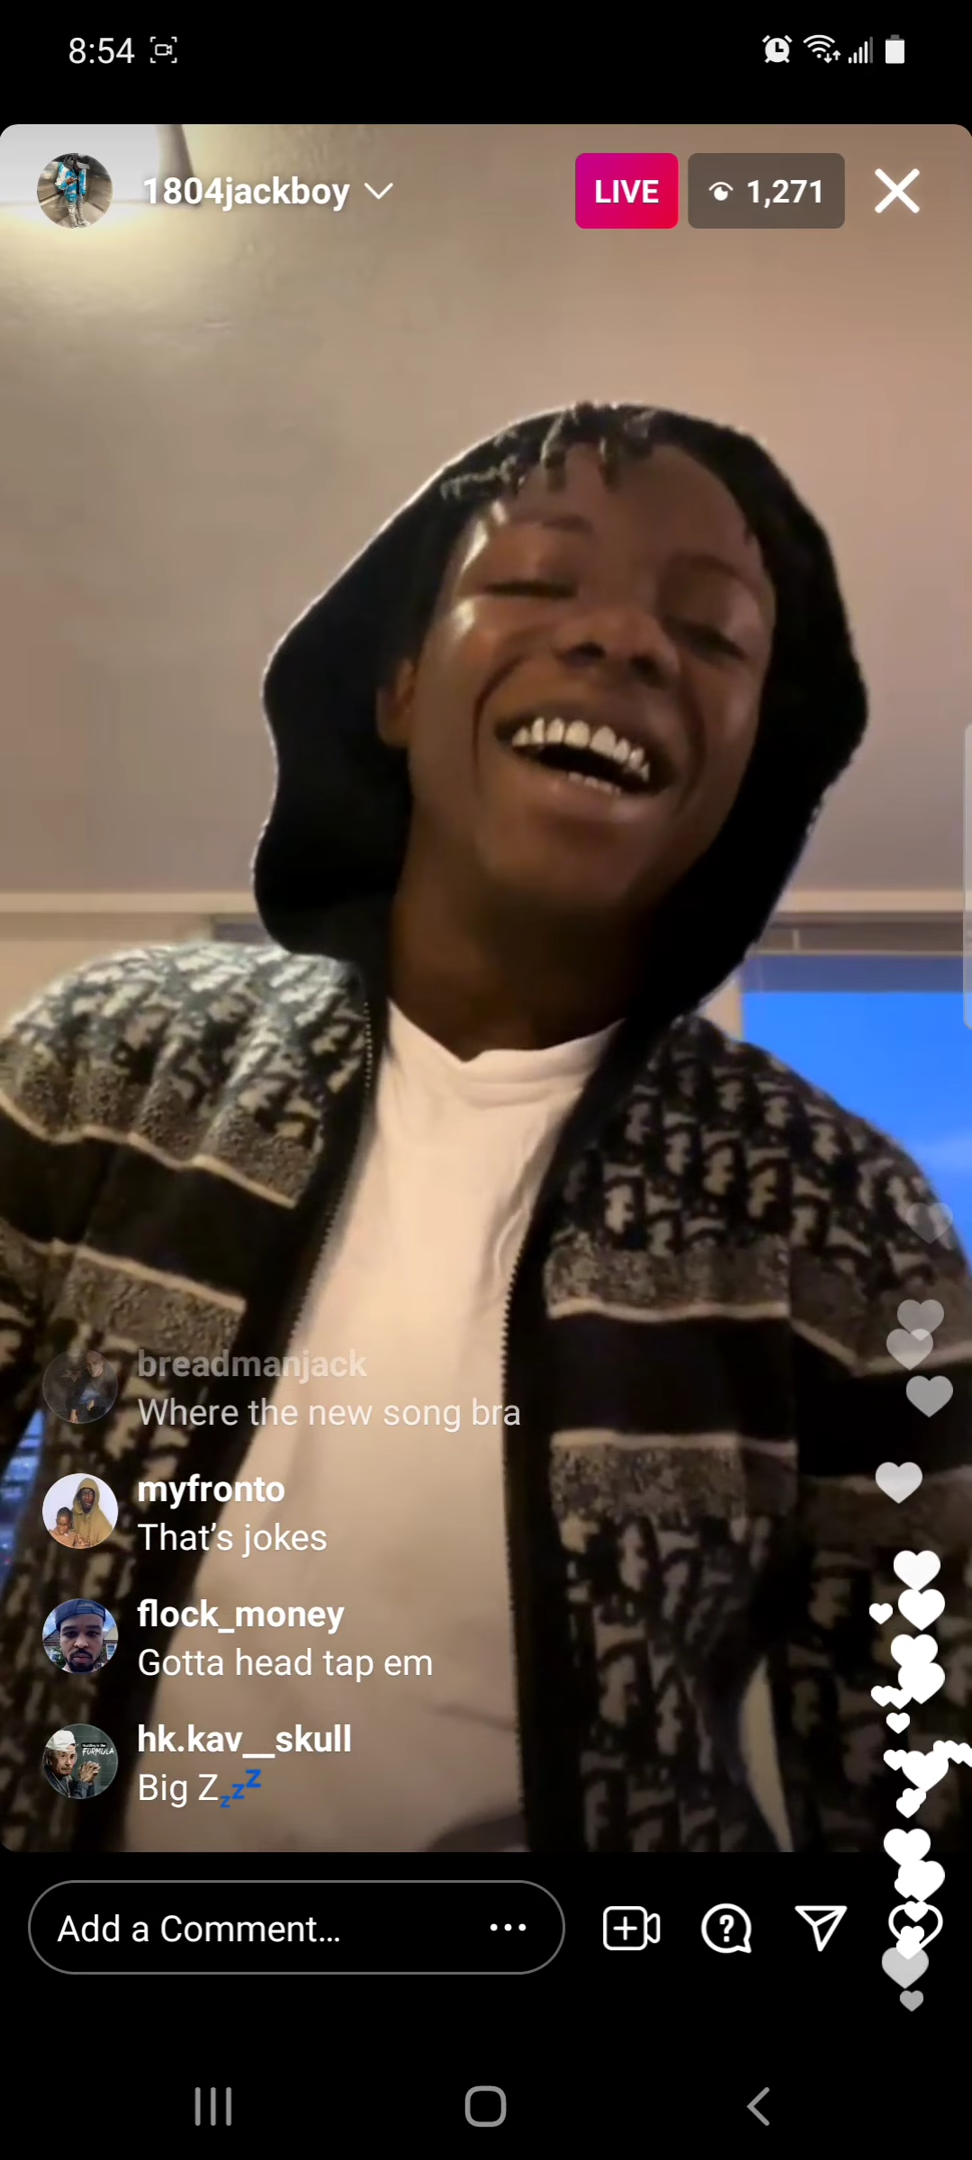 8:54
1804jackboy
LIVE
1,271
breadmanjack
Where the new song bra
myfronto
That's jokes
flock_money
Gotta head tap em
hk.kav__skull
Big Z💤
Add a Comment...